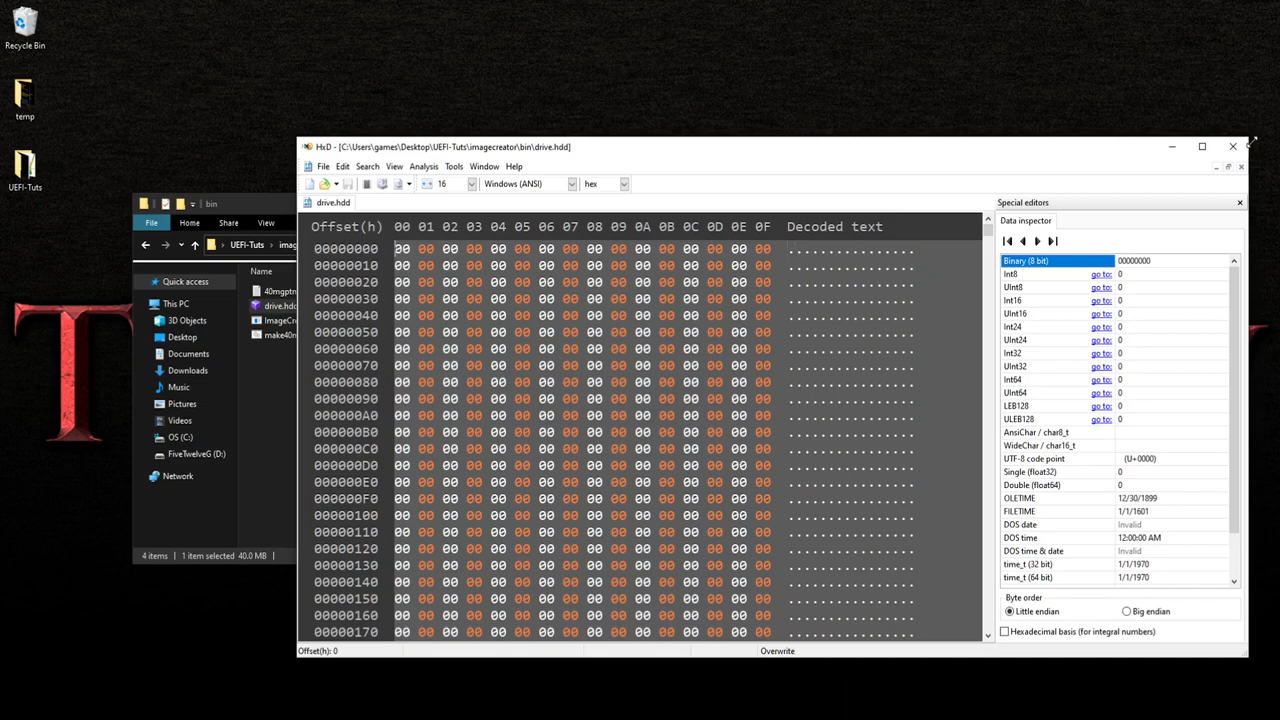 Recycle Bin
temp
UEFI-Tuts
bin
File Home Share View
UEFI-Tuts
Quick access
This PC
3D Objects
Desktop
Documents
Downloads
Music
Pictures
Videos
OS (C:)
FiveTwelveG (D:)
Network
Name
drive.hdd
4 items 1 item selected 40.0 MB
HxD - [C:\Users\games\Desktop\UEFI-Tuts\imagecreator\bin\drive.hdd]
File Edit Search View Analysis Tools Window Help
16 Windows (ANSI) hex
drive.hdd
Offset(h) 00 01 02 03 04 05 06 07 08 09 0A 0B 0C 0D 0E 0F Decoded text
00000000 00 00 00 00 00 00 00 00 00 00 00 00 00 00 00 00 ................
00000010 00 00 00 00 00 00 00 00 00 00 00 00 00 00 00 00 ................
00000020 00 00 00 00 00 00 00 00 00 00 00 00 00 00 00 00 ................
00000030 00 00 00 00 00 00 00 00 00 00 00 00 00 00 00 00 ................
00000040 00 00 00 00 00 00 00 00 00 00 00 00 00 00 00 00 ................
00000050 00 00 00 00 00 00 00 00 00 00 00 00 00 00 00 00 ................
00000060 00 00 00 00 00 00 00 00 00 00 00 00 00 00 00 00 ................
00000070 00 00 00 00 00 00 00 00 00 00 00 00 00 00 00 00 ................
00000080 00 00 00 00 00 00 00 00 00 00 00 00 00 00 00 00 ................
00000090 00 00 00 00 00 00 00 00 00 00 00 00 00 00 00 00 ................
000000A0 00 00 00 00 00 00 00 00 00 00 00 00 00 00 00 00 ................
000000B0 00 00 00 00 00 00 00 00 00 00 00 00 00 00 00 00 ................
000000C0 00 00 00 00 00 00 00 00 00 00 00 00 00 00 00 00 ................
000000D0 00 00 00 00 00 00 00 00 00 00 00 00 00 00 00 00 ................
000000E0 00 00 00 00 00 00 00 00 00 00 00 00 00 00 00 00 ................
000000F0 00 00 00 00 00 00 00 00 00 00 00 00 00 00 00 00 ................
00000100 00 00 00 00 00 00 00 00 00 00 00 00 00 00 00 00 ................
00000110 00 00 00 00 00 00 00 00 00 00 00 00 00 00 00 00 ................
00000120 00 00 00 00 00 00 00 00 00 00 00 00 00 00 00 00 ................
00000130 00 00 00 00 00 00 00 00 00 00 00 00 00 00 00 00 ................
00000140 00 00 00 00 00 00 00 00 00 00 00 00 00 00 00 00 ................
00000150 00 00 00 00 00 00 00 00 00 00 00 00 00 00 00 00 ................
00000160 00 00 00 00 00 00 00 00 00 00 00 00 00 00 00 00 ................
00000170 00 00 00 00 00 00 00 00 00 00 00 00 00 00 00 00 ................
Offset(h): 0 Overwrite
Special editors
Data inspector
Binary (8 bit) 00000000
Int8 go to: 0
UInt8 go to: 0
Int16 go to: 0
UInt16 go to: 0
Int24 go to: 0
UInt24 go to: 0
Int32 go to: 0
UInt32 go to: 0
Int64 go to: 0
UInt64 go to: 0
LEB128 go to: 0
ULEB128 go to: 0
AnsiChar / char8_t
WideChar / char16_t
UTF-8 code point (U+0000)
Single (float32) 0
Double (float64) 0
OLETIME 12/30/1899
FILETIME 1/1/1601
DOS date Invalid
DOS time 12:00:00 AM
DOS time & date Invalid
time_t (32 bit) 1/1/1970
time_t (64 bit) 1/1/1970
Byte order
Little endian Big endian
Hexadecimal basis (for integral numbers)
T